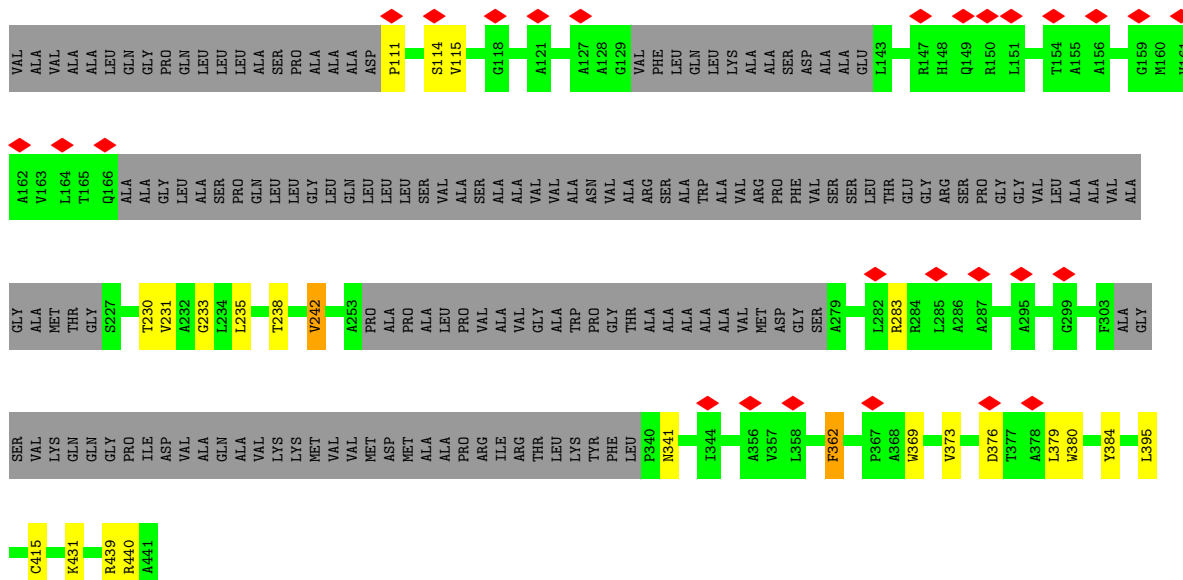 VAL ALA VAL ALA ALA LEU GLN GLY PRO GLN LEU LEU LEU ALA SER PRO ALA ALA ALA ASP P111 S114 V115 G118 A121 A127 A128 G129 VAL PHE LEU GLN LEU LYS ALA ALA SER ASP ALA ALA GLU L143 R147 H148 Q149 R150 L151 T154 A155 A156 G159 M160
A162 V163 L164 T165 Q166 ALA ALA GLY LEU ALA SER PRO GLN LEU LEU GLY LEU GLN LEU LEU LEU SER VAL ALA SER ALA ALA VAL VAL ALA ASN VAL ALA ARG SER ALA TRP ALA VAL ARG PRO PHE VAL SER SER LEU THR GLU GLY ARG SER PRO GLY GLY VAL LEU ALA ALA VAL ALA
GLY ALA MET THR GLY S227 T230 V231 A232 G233 L234 L235 T238 V242 A253 PRO ALA PRO ALA LEU PRO VAL ALA VAL GLY ALA TRP PRO GLY THR ALA ALA ALA ALA ALA VAL MET ASP GLY SER A279 L282 R283 R284 L285 A286 A287 A295 G299 F303 ALA GLY
SER VAL LYS GLN GLN GLY PRO ILE ASP VAL ALA GLN ALA VAL LYS LYS MET VAL VAL MET ASP MET ALA ALA PRO ARG ILE ARG THR LEU LYS TYR PHE LEU P340 N341 I344 A356 V357 L358 F362 P367 A368 W369 V373 D376 T377 A378 L379 W380 Y384 L395
C415 K431 R439 R440 A441